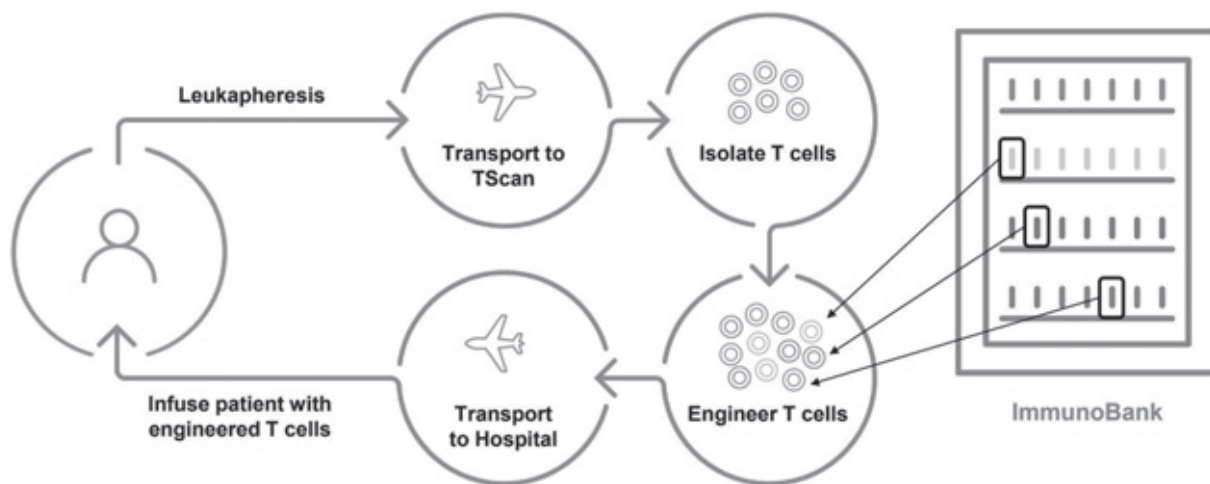 Leukapheresis
Transport to
TScan
Isolate T cells
Engineer T cells
ImmunoBank
Transport
to Hospital
Infuse patient with
engineered T cells